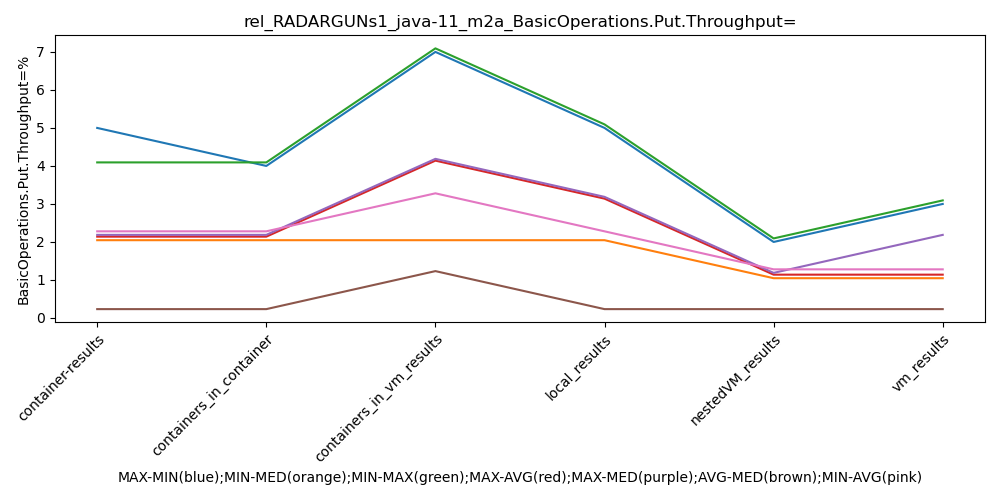 rel_RADARGUNs1_java-11_m2a_BasicOperations.Put.Throughput=
BasicOperations.Put.Throughput=%
7
6
5
4
3
2
1
0
container-results
containers_in_container
containers_in_vm_results
local_results
nestedVM_results
vm_results
MAX-MIN(blue);MIN-MED(orange);MIN-MAX(green);MAX-AVG(red);MAX-MED(purple);AVG-MED(brown);MIN-AVG(pink)